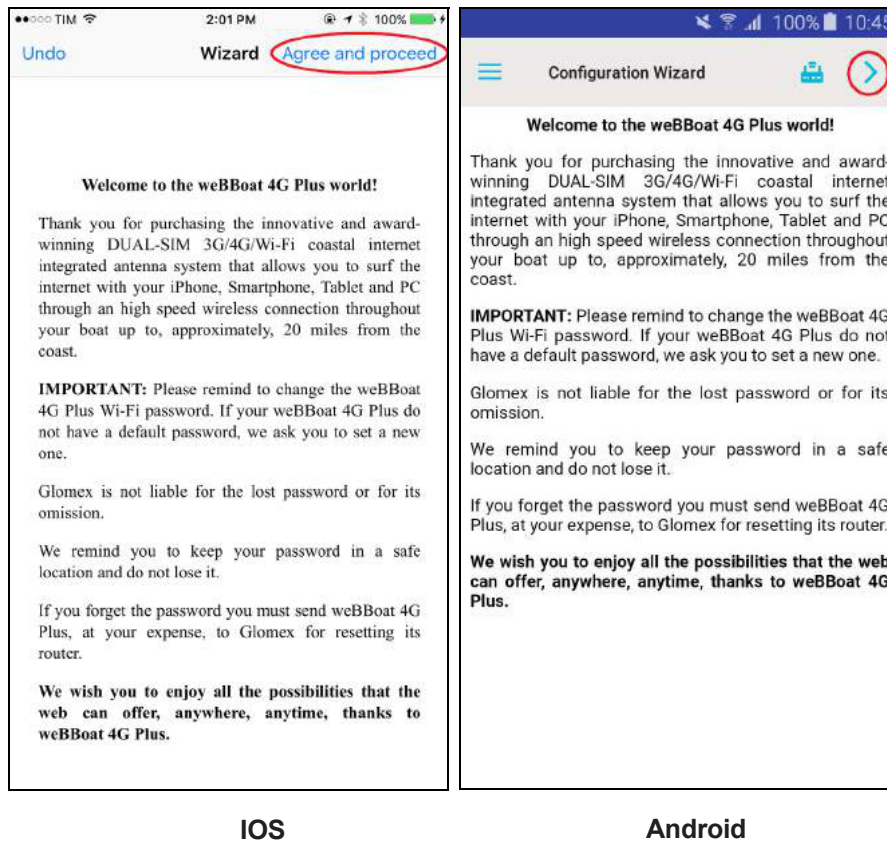 TIM 2:01 PM 100%
Undo Wizard Agree and proceed
Welcome to the weBBoat 4G Plus world!
Thank you for purchasing the innovative and award-
winning DUAL-SIM 3G/4G/Wi-Fi coastal internet
integrated antenna system that allows you to surf the
internet with your iPhone, Smartphone, Tablet and PC
through an high speed wireless connection throughout
your boat up to, approximately, 20 miles from the
coast.
IMPORTANT: Please remind to change the weBBoat
4G Plus Wi-Fi password. If your weBBoat 4G Plus do
not have a default password, we ask you to set a new
one.
Glomex is not liable for the lost password or for its
omission.
We remind you to keep your password in a safe
location and do not lose it.
If you forget the password you must send weBBoat 4G
Plus, at your expense, to Glomex for resetting its
router.
We wish you to enjoy all the possibilities that the
web can offer, anywhere, anytime, thanks to
weBBoat 4G Plus.
IOS
100% 10:45
Configuration Wizard
Welcome to the weBBoat 4G Plus world!
Thank you for purchasing the innovative and award-
winning DUAL-SIM 3G/4G/Wi-Fi coastal internet
integrated antenna system that allows you to surf the
internet with your iPhone, Smartphone, Tablet and PC
through an high speed wireless connection throughout
your boat up to, approximately, 20 miles from the
coast.
IMPORTANT: Please remind to change the weBBoat 4G
Plus Wi-Fi password. If your weBBoat 4G Plus do not
have a default password, we ask you to set a new one.
Glomex is not liable for the lost password or for its
omission.
We remind you to keep your password in a safe
location and do not lose it.
If you forget the password you must send weBBoat 4G
Plus, at your expense, to Glomex for resetting its router.
We wish you to enjoy all the possibilities that the web
can offer, anywhere, anytime, thanks to weBBoat 4G
Plus.
Android